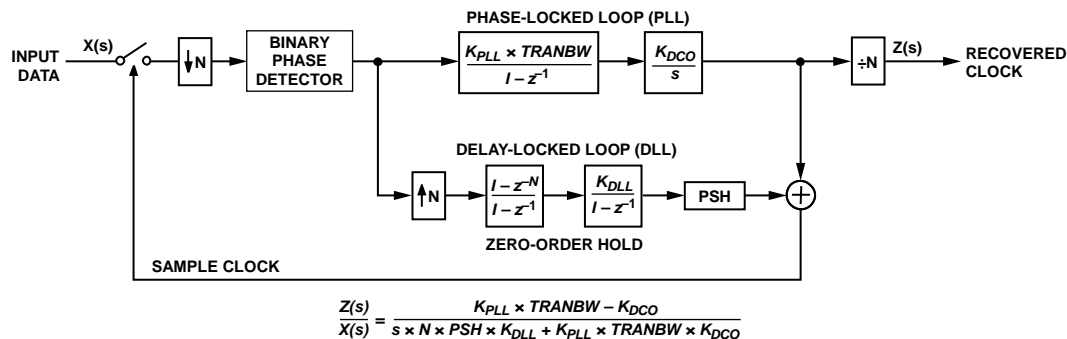 PHASE-LOCKED LOOP (PLL)
INPUT
DATA
X(s)
↓N
BINARY
PHASE
DETECTOR
K_PLL × TRANBW
I – z^–1
K_DCO
s
÷N
Z(s)
RECOVERED
CLOCK
DELAY-LOCKED LOOP (DLL)
↑N
I – z^–N
I – z^–1
K_DLL
I – z^–1
PSH
+
ZERO-ORDER HOLD
SAMPLE CLOCK
Z(s)
X(s)
=
K_PLL × TRANBW – K_DCO
s × N × PSH × K_DLL + K_PLL × TRANBW × K_DCO